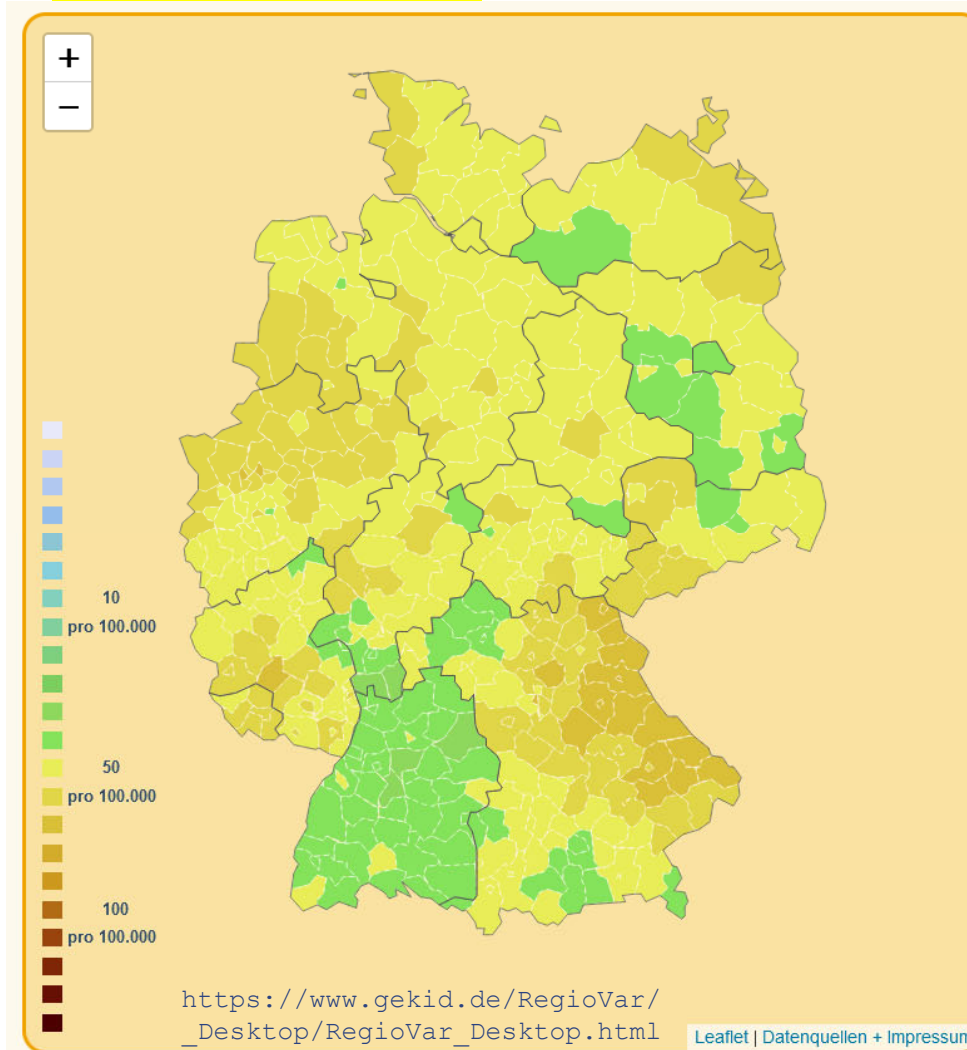 +
−
10
pro 100.000
50
pro 100.000
100
pro 100.000
https://www.gekid.de/RegioVar/
_Desktop/RegioVar_Desktop.html
Leaflet | Datenquellen + Impressum